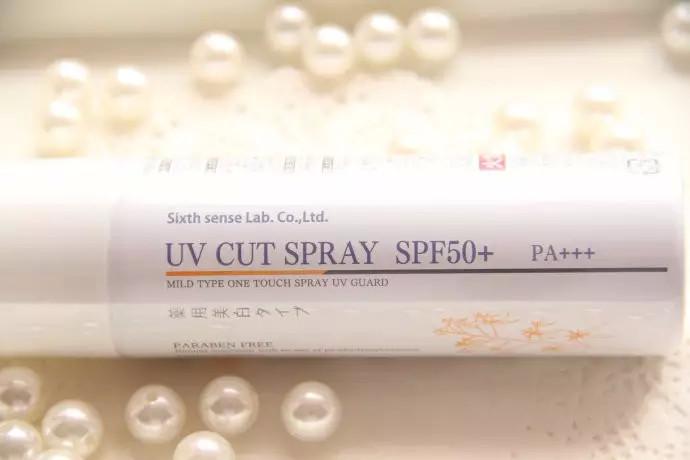 Sixth sense Lab. Co.,Ltd.
UV CUT SPRAY SPF50+ PA+++
MILD TYPE ONE TOUCH SPRAY UV GUARD
薬用美白タイプ
PARABEN FREE